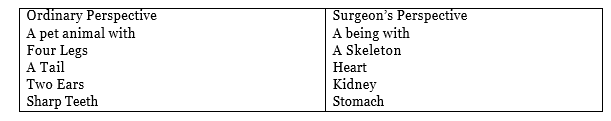 Ordinary Perspective
A pet animal with
Four Legs
A Tail
Two Ears
Sharp Teeth
Surgeon's Perspective
A being with
A Skeleton
Heart
Kidney
Stomach